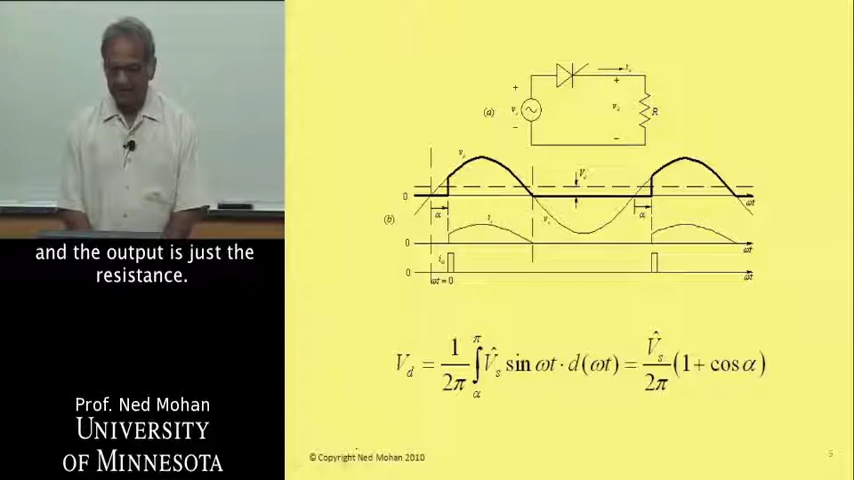 and the output is just the
resistance.
Prof. Ned Mohan
UNIVERSITY
OF MINNESOTA
(a)
+
−
+
−
R
(b)
0
α
α
ωt
0
ωt
0
ωt = 0
ωt
V_d = 1/2π ∫_α^π V̂_s sin ωt · d(ωt) = V̂_s/2π (1 + cos α)
© Copyright Ned Mohan 2010
5